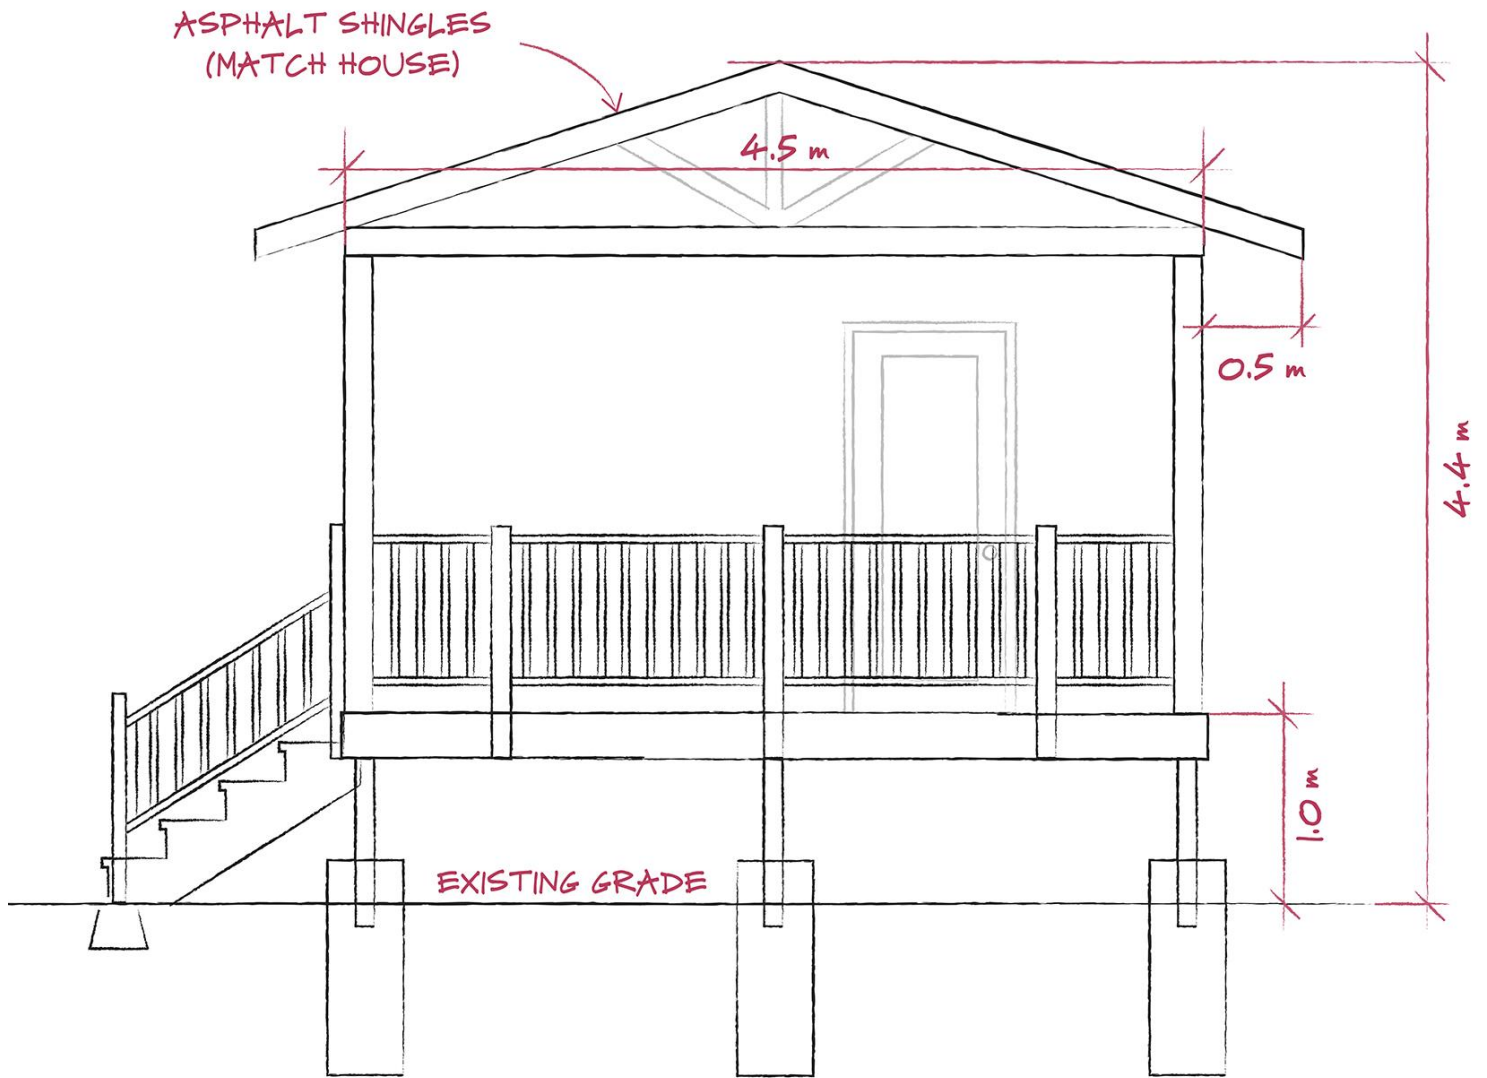 ASPHALT SHINGLES
(MATCH HOUSE)
4.5 m
0.5 m
4.4 m
1.0 m
EXISTING GRADE